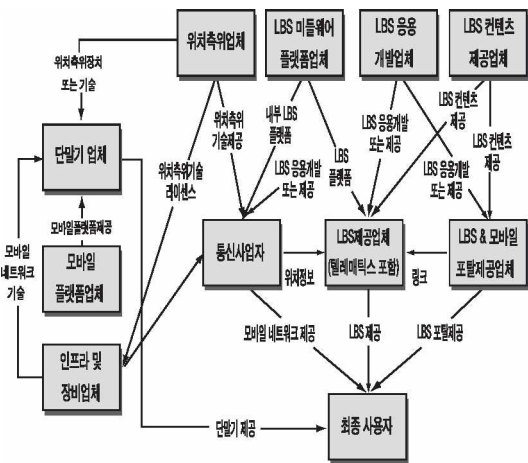 위치측위업체
LBS 미들웨어
플랫폼업체
LBS 응용
개발업체
LBS 컨텐츠
제공업체
위치측위장치
또는 기술
위치측위
기술제공
내부 LBS
플랫폼
LBS 응용개발
또는 제공
LBS
플랫폼
LBS 응용개발
또는 제공
LBS 컨텐츠
제공
LBS 응용개발
또는 제공
LBS 컨텐츠
제공
단말기 업체
위치측위기술
라이센스
모바일플랫폼제공
모바일
네트워크
기술
모바일
플랫폼업체
통신사업자
위치정보
LBS제공업체
(텔레매틱스 포함)
링크
LBS & 모바일
포탈제공업체
모바일 네트워크 제공
LBS 제공
LBS 포탈제공
인프라 및
장비업체
단말기 제공
최종 사용자